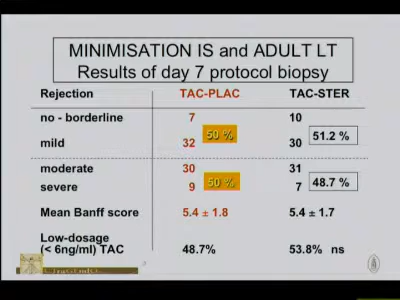 MINIMISATION IS and ADULT LT
Results of day 7 protocol biopsy
Rejection TAC-PLAC TAC-STER
no - borderline 7 10
50 % 51.2 %
mild 32 30
moderate 30 31
50 % 48.7 %
severe 9 7
Mean Banff score 5.4 ± 1.8 5.4 ± 1.7
Low-dosage
(< 6ng/ml) TAC 48.7% 53.8% ns